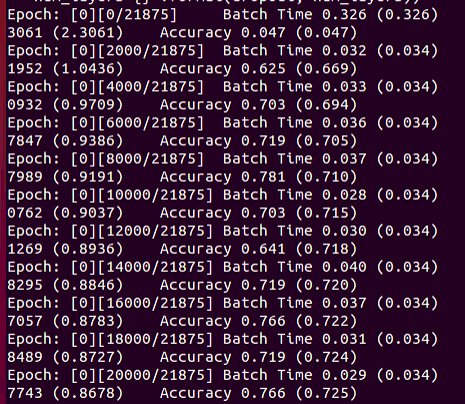 Epoch: [0][0/21875] Batch Time 0.326 (0.326)
3061 (2.3061) Accuracy 0.047 (0.047)
Epoch: [0][2000/21875] Batch Time 0.032 (0.034)
1952 (1.0436) Accuracy 0.625 (0.669)
Epoch: [0][4000/21875] Batch Time 0.033 (0.034)
0932 (0.9709) Accuracy 0.703 (0.694)
Epoch: [0][6000/21875] Batch Time 0.036 (0.034)
7847 (0.9386) Accuracy 0.719 (0.705)
Epoch: [0][8000/21875] Batch Time 0.037 (0.034)
7989 (0.9191) Accuracy 0.781 (0.710)
Epoch: [0][10000/21875] Batch Time 0.028 (0.034)
0762 (0.9037) Accuracy 0.703 (0.715)
Epoch: [0][12000/21875] Batch Time 0.030 (0.034)
1269 (0.8936) Accuracy 0.641 (0.718)
Epoch: [0][14000/21875] Batch Time 0.040 (0.034)
8295 (0.8846) Accuracy 0.719 (0.720)
Epoch: [0][16000/21875] Batch Time 0.037 (0.034)
7057 (0.8783) Accuracy 0.766 (0.722)
Epoch: [0][18000/21875] Batch Time 0.031 (0.034)
8489 (0.8727) Accuracy 0.719 (0.724)
Epoch: [0][20000/21875] Batch Time 0.029 (0.034)
7743 (0.8678) Accuracy 0.766 (0.725)